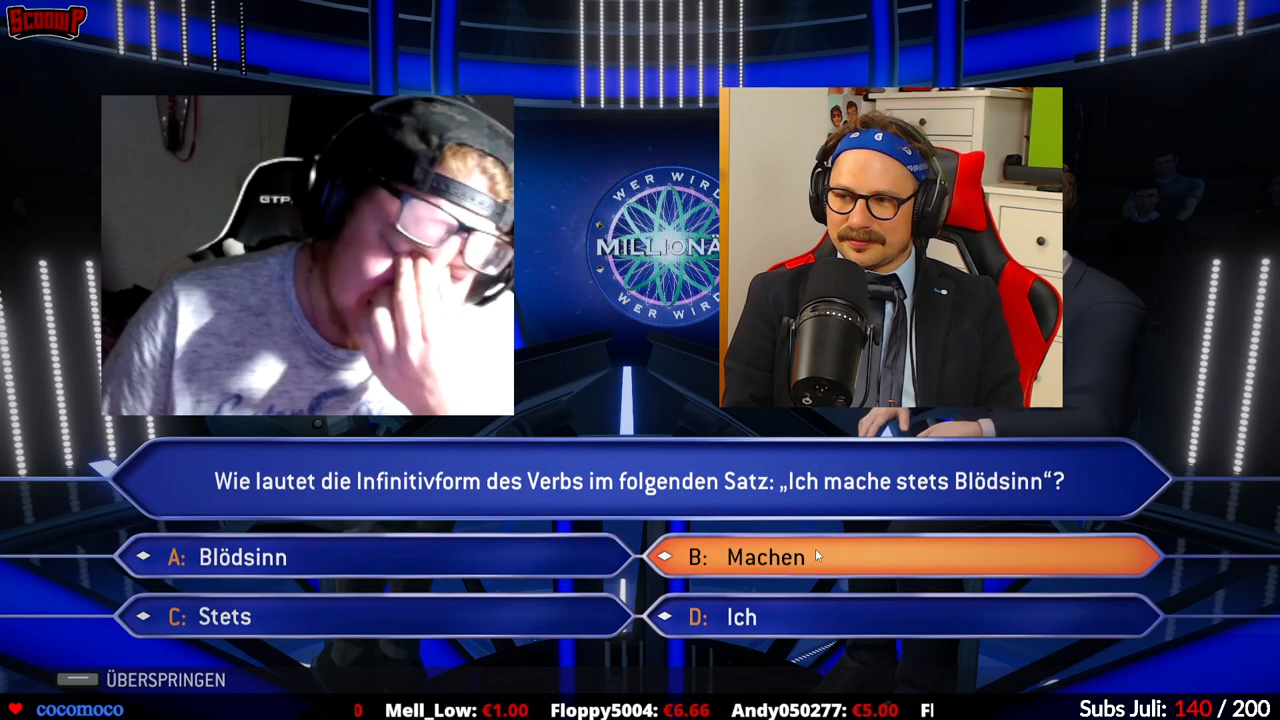 SCOOOIP
GTP
WER WIRD
MILLIONÄ
WER WIRD
Wie lautet die Infinitivform des Verbs im folgenden Satz: „Ich mache stets Blödsinn“?
A: Blödsinn
B: Machen
C: Stets
D: Ich
ÜBERSPRINGEN
cocomoco
0 Mell_Low: €1.00 Floppy5004: €6.66 Andy050277: €5.00 Fl
Subs Juli: 140 / 200